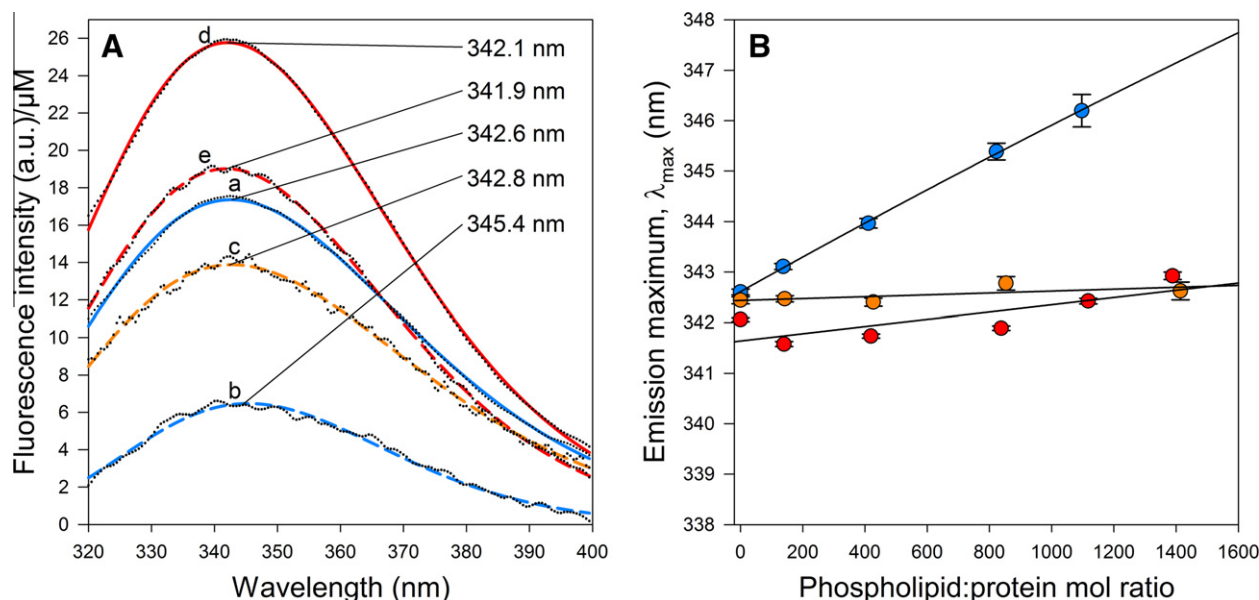 A
d
e
a
c
b
342.1 nm
341.9 nm
342.6 nm
342.8 nm
345.4 nm
26
24
22
20
18
16
14
12
10
8
6
4
2
0
320 330 340 350 360 370 380 390 400
Wavelength (nm)
Fluorescence intensity (a.u.)/µM
B
348
347
346
345
344
343
342
341
340
339
338
0 200 400 600 800 1000 1200 1400 1600
Phospholipid:protein mol ratio
Emission maximum, λmax (nm)